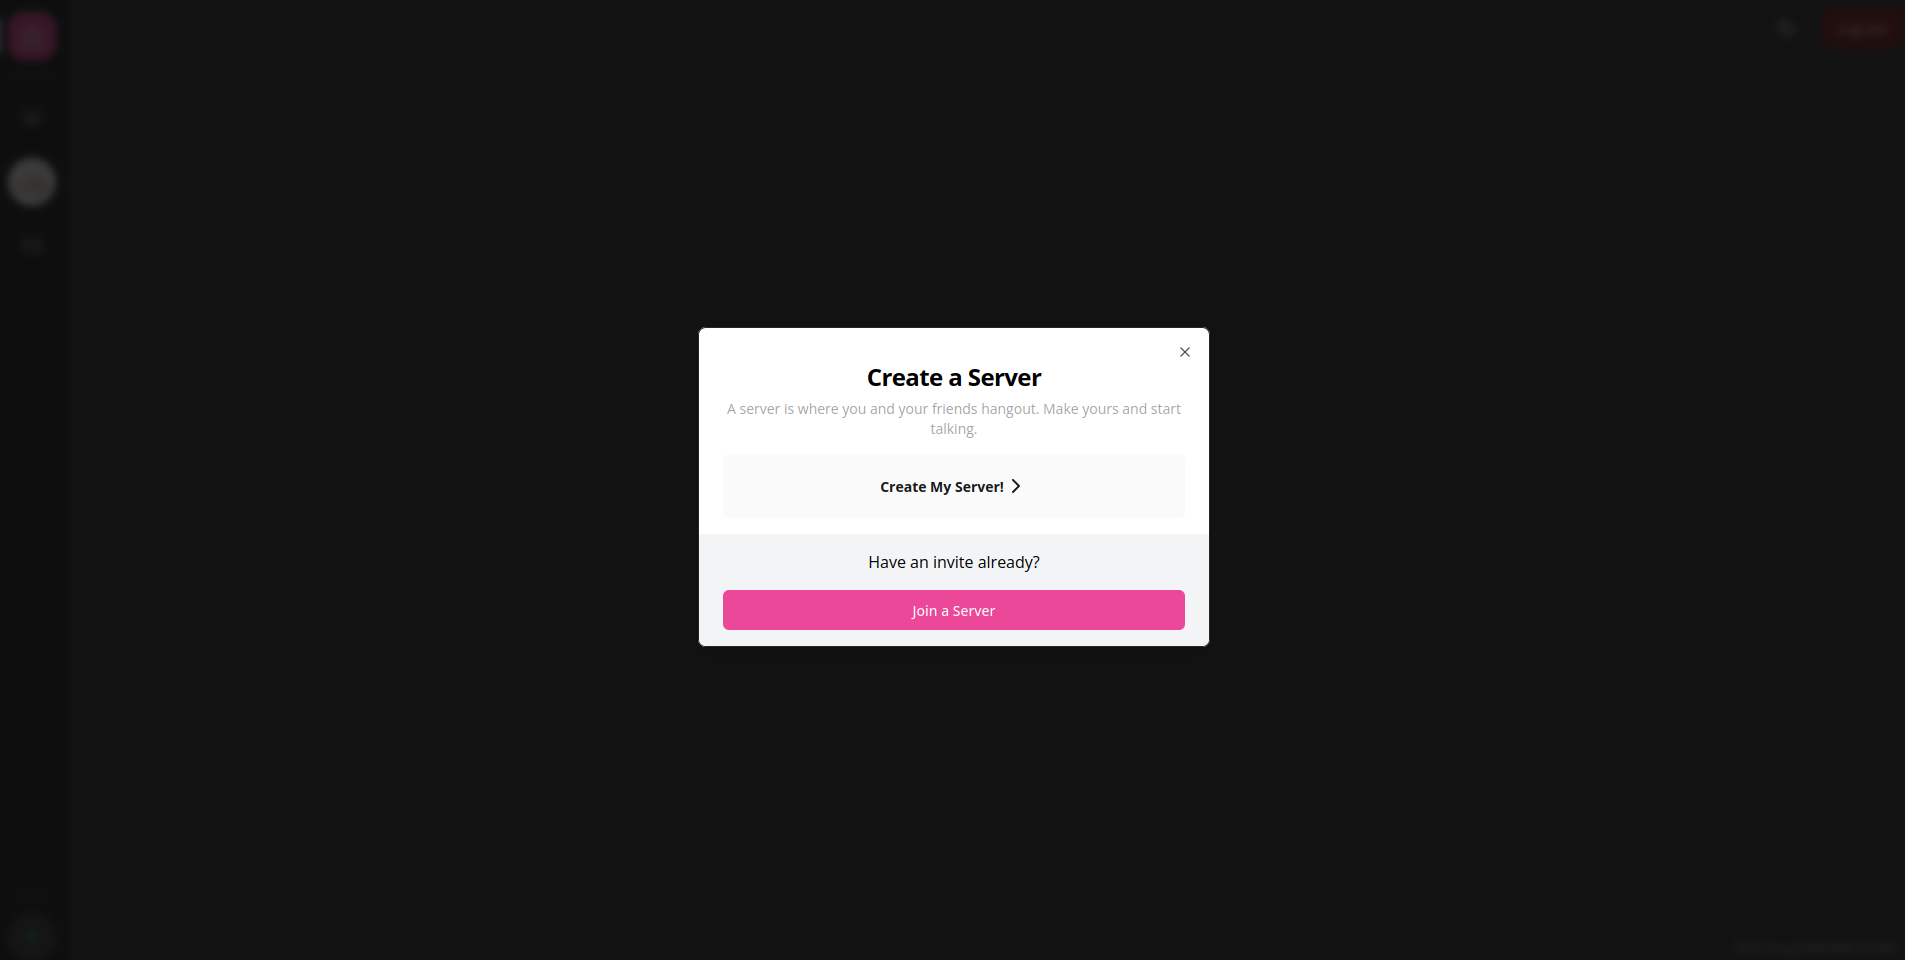 Create a Server
A server is where you and your friends hangout. Make yours and start
talking.
Create My Server!
Have an invite already?
Join a Server